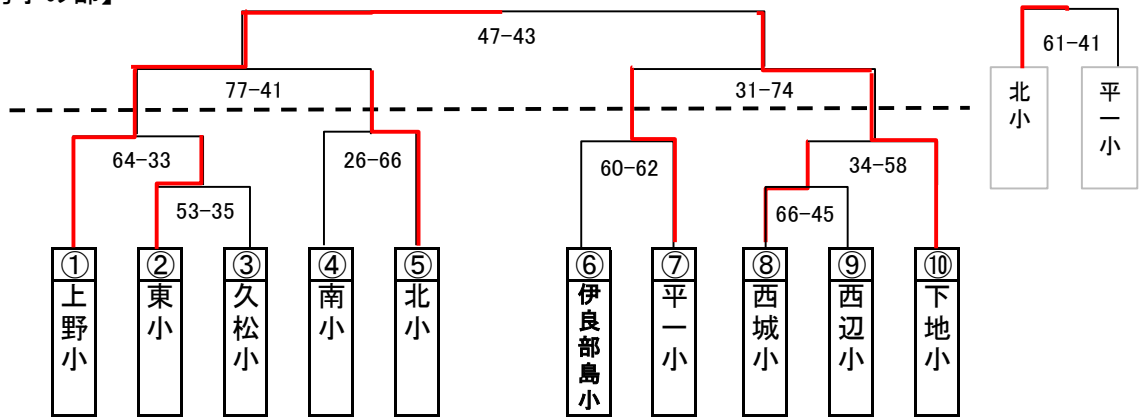 の部】
47-43
61-41
77-41
31-74
北小
平一小
64-33
26-66
60-62
34-58
53-35
66-45
① ② ③ ④ ⑤ ⑥ ⑦ ⑧ ⑨ ⑩
上野小
東小
久松小
南小
北小
伊良部島小
平一小
西城小
西辺小
下地小